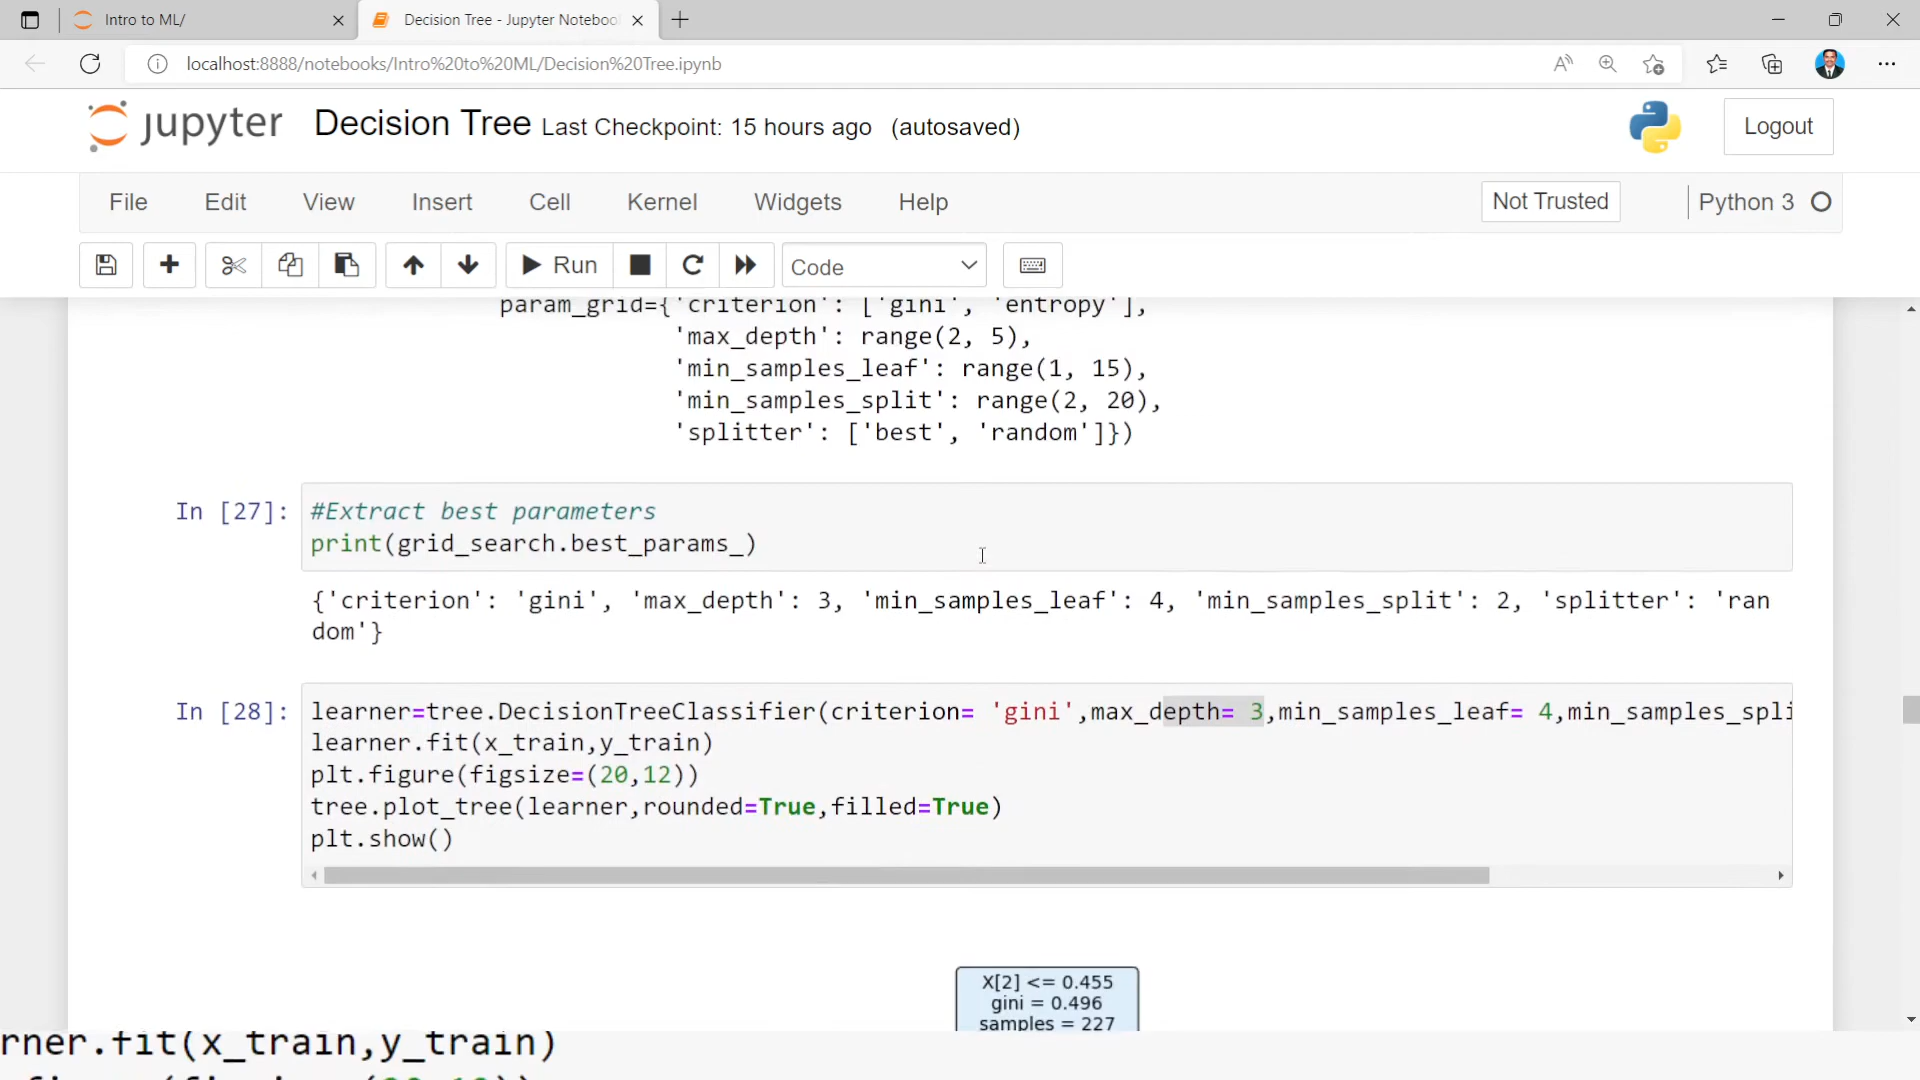 Intro to ML/
Decision Tree - Jupyter Noteboo
localhost:8888/notebooks/Intro%20to%20ML/Decision%20Tree.ipynb
jupyter Decision Tree Last Checkpoint: 15 hours ago (autosaved)
Logout
File Edit View Insert Cell Kernel Widgets Help Not Trusted Python 3
Run Code
param_grid={'criterion': ['gini', 'entropy'],
'max_depth': range(2, 5),
'min_samples_leaf': range(1, 15),
'min_samples_split': range(2, 20),
'splitter': ['best', 'random']})
In [27]: #Extract best parameters
print(grid_search.best_params_)
{'criterion': 'gini', 'max_depth': 3, 'min_samples_leaf': 4, 'min_samples_split': 2, 'splitter': 'ran
dom'}
In [28]: learner=tree.DecisionTreeClassifier(criterion= 'gini',max_depth= 3,min_samples_leaf= 4,min_samples_spli
learner.fit(x_train,y_train)
plt.figure(figsize=(20,12))
tree.plot_tree(learner,rounded=True,filled=True)
plt.show()
X[2] <= 0.455
gini = 0.496
samples = 227
rner.fit(x_train,y_train)